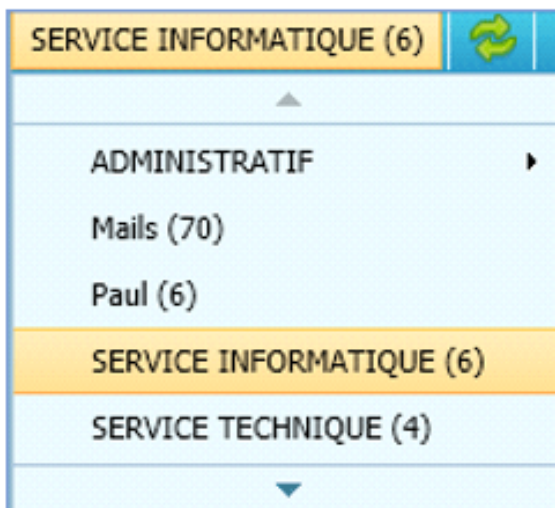 SERVICE INFORMATIQUE (6)
ADMINISTRATIF
Mails (70)
Paul (6)
SERVICE INFORMATIQUE (6)
SERVICE TECHNIQUE (4)